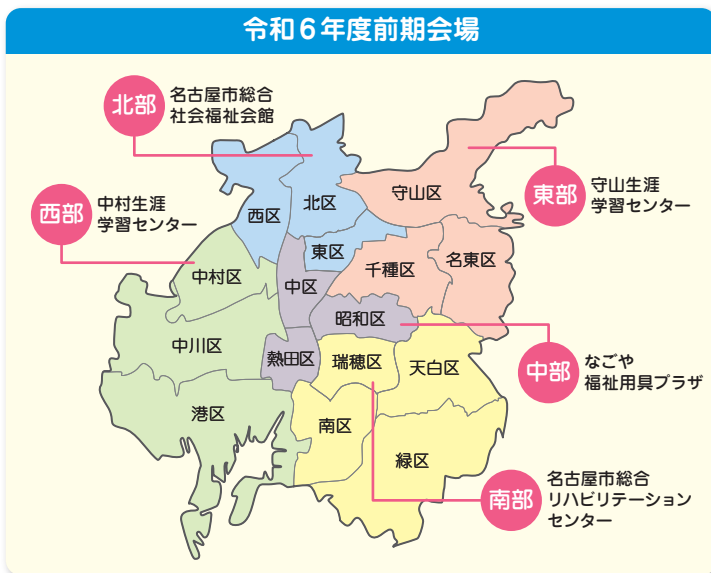 令和6年度前期会場
北部
名古屋市総合
社会福祉会館
西部
中村生涯
学習センター
東部
守山生涯
学習センター
中部
なごや
福祉用具プラザ
南部
名古屋市総合
リハビリテーション
センター
守山区
北区
西区
東区
千種区
名東区
中村区
中区
昭和区
中川区
熱田区
瑞穂区
天白区
港区
南区
緑区